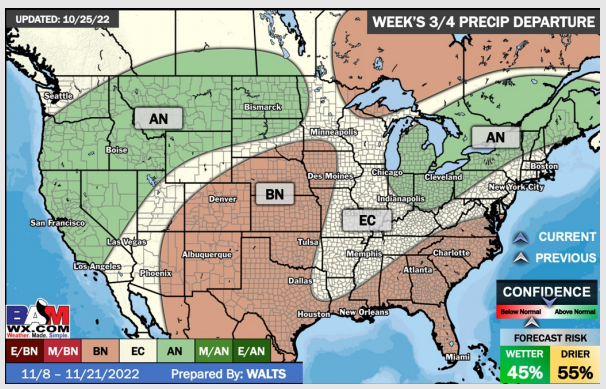 UPDATED: 10/25/22
WEEK'S 3/4 PRECIP DEPARTURE
Seattle
AN
Bismarck
Minneapolis
AN
Boise
Boston
Chicago
Cleveland
Des Moines
New York City
BN
Denver
Indianapolis
EC
San Francisco
CURRENT
Las Vegas
Tulsa
Memphis
Charlotte
PREVIOUS
Los Angeles
Albuquerque
Atlanta
Phoenix
Dallas
CONFIDENCE
Houston
New Orleans
Below Normal
Above Normal
BAM
WX.COM
Weather. Made. Simple.
FORECAST RISK
E/BN M/BN BN EC AN M/AN E/AN
Miami
WETTER DRIER
45% 55%
11/8 – 11/21/2022
Prepared By: WALTS